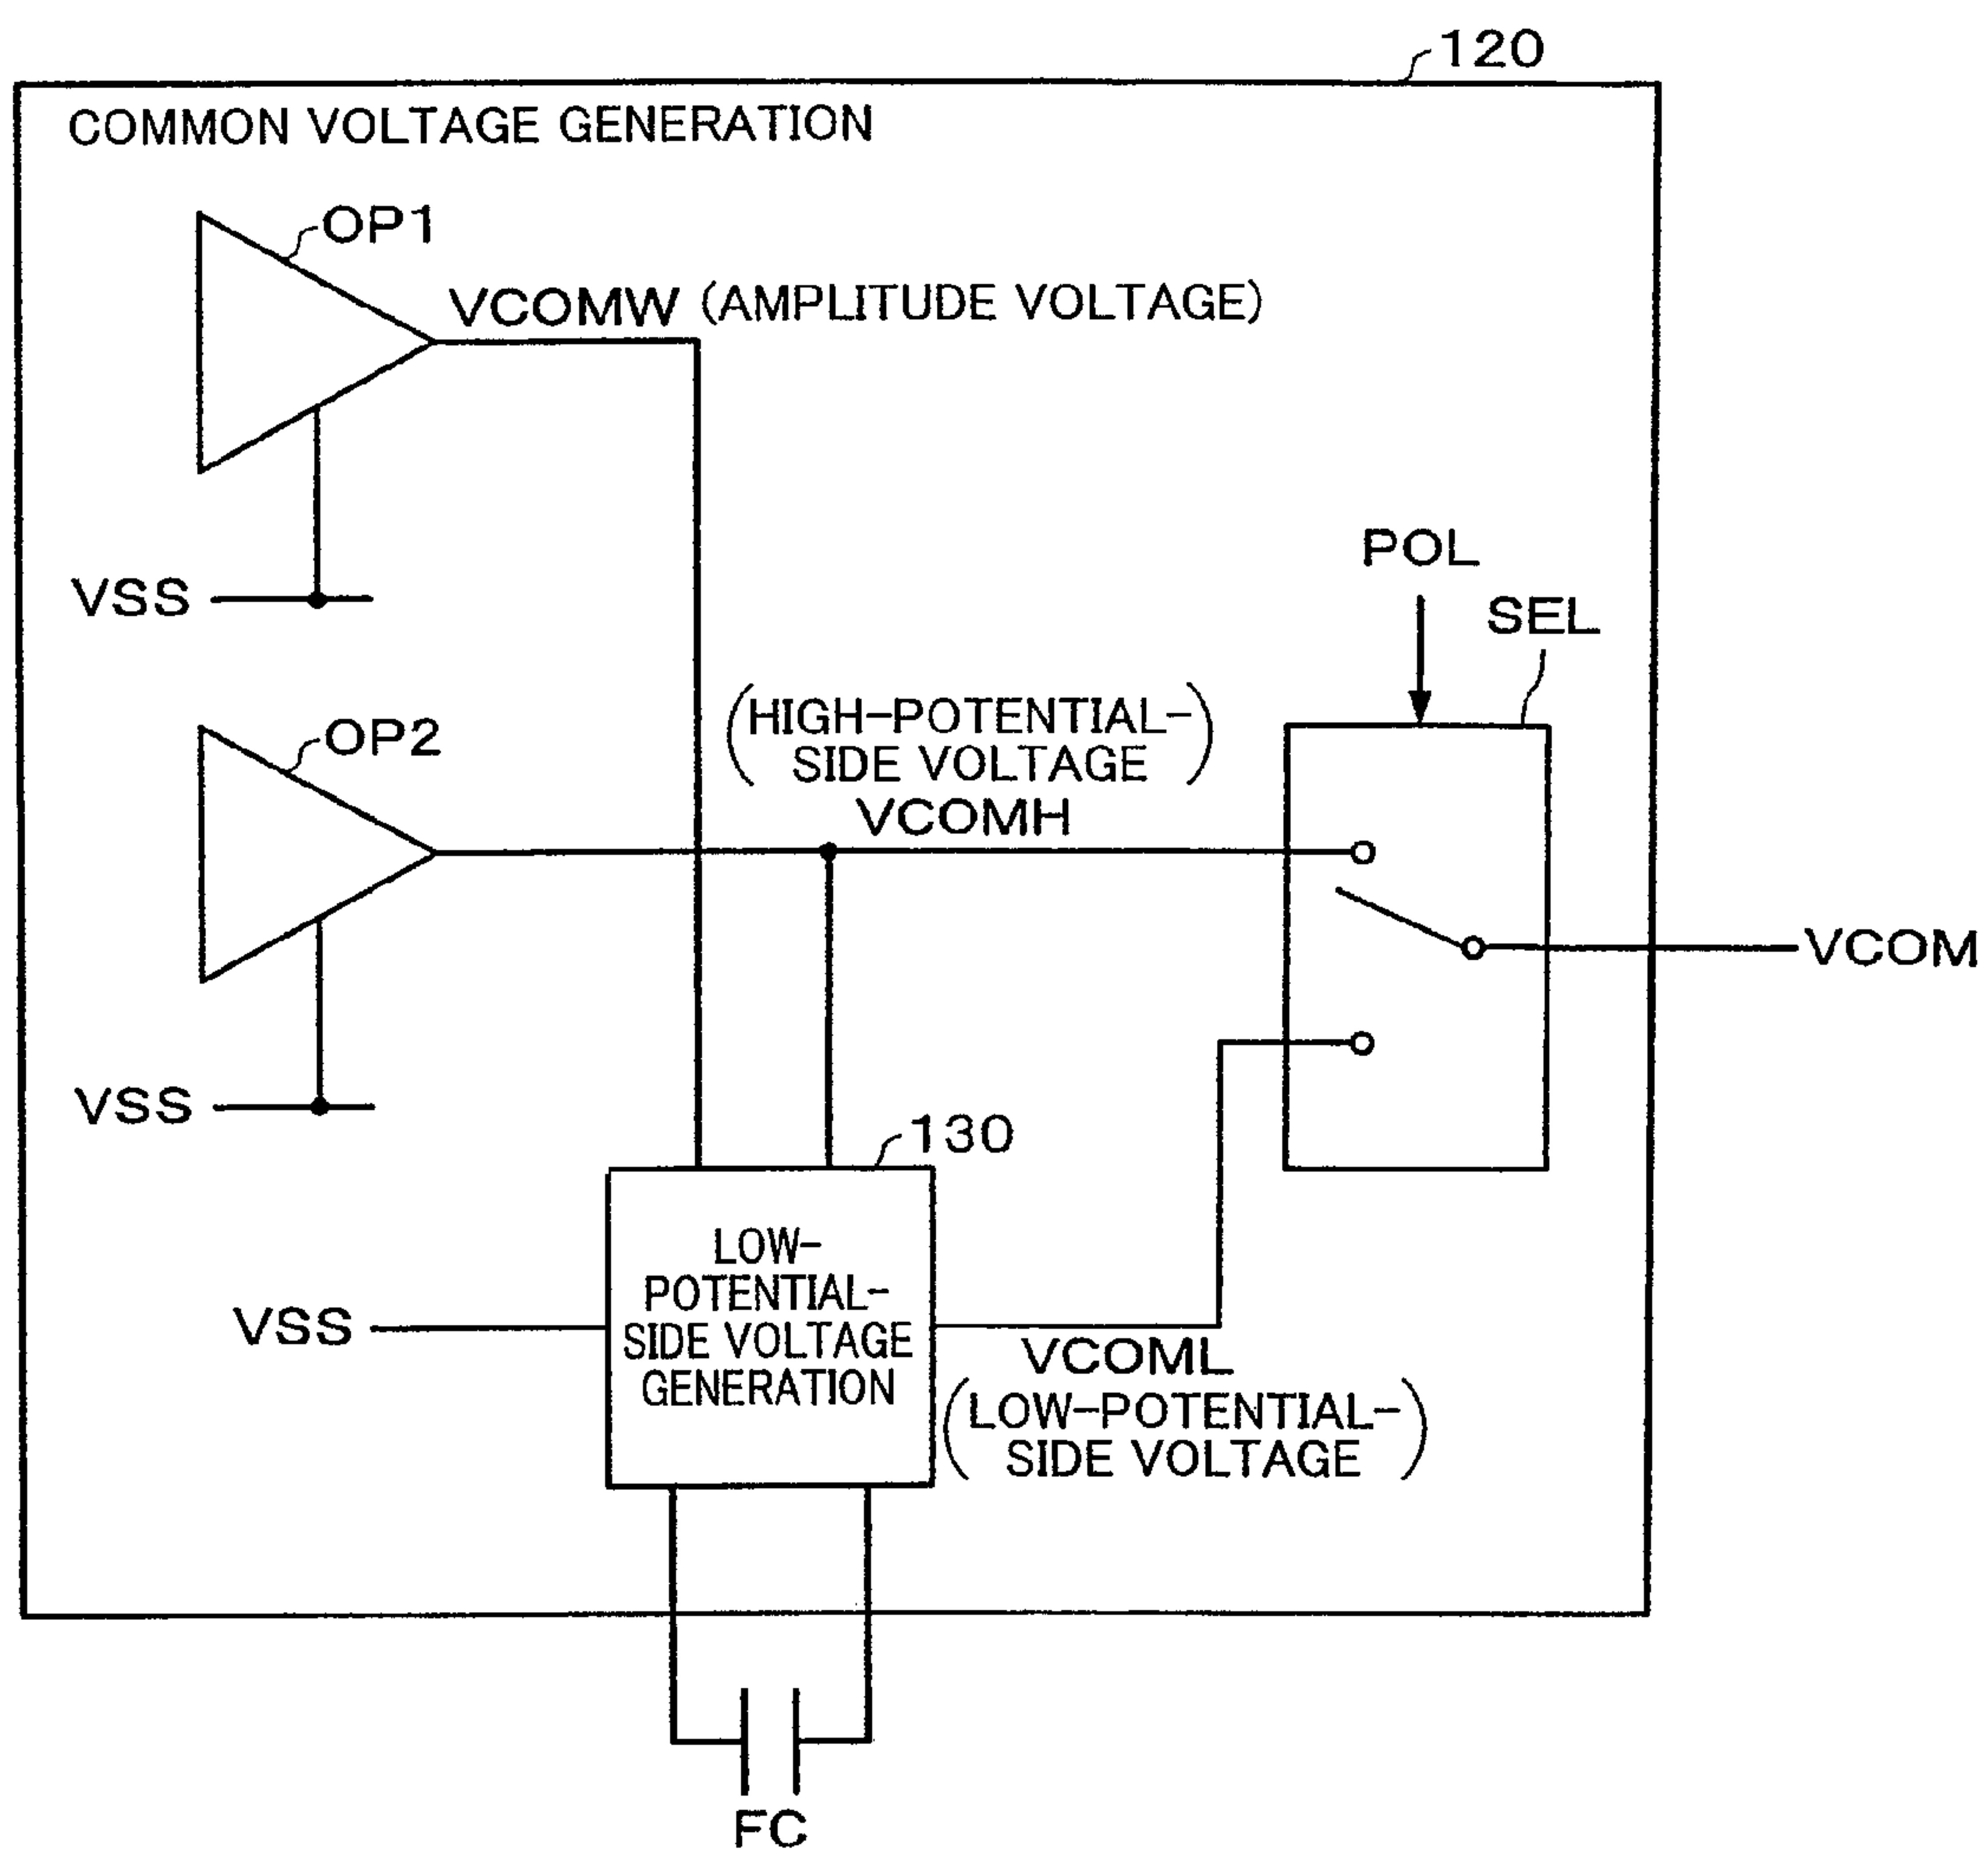 120
COMMON VOLTAGE GENERATION
OP1
VCOMW (AMPLITUDE VOLTAGE)
VSS
POL
SEL
OP2
(HIGH-POTENTIAL-
SIDE VOLTAGE)
VCOMH
VCOM
VSS
130
LOW-
POTENTIAL-
SIDE VOLTAGE
GENERATION
VSS
VCOML
(LOW-POTENTIAL-
SIDE VOLTAGE)
FC